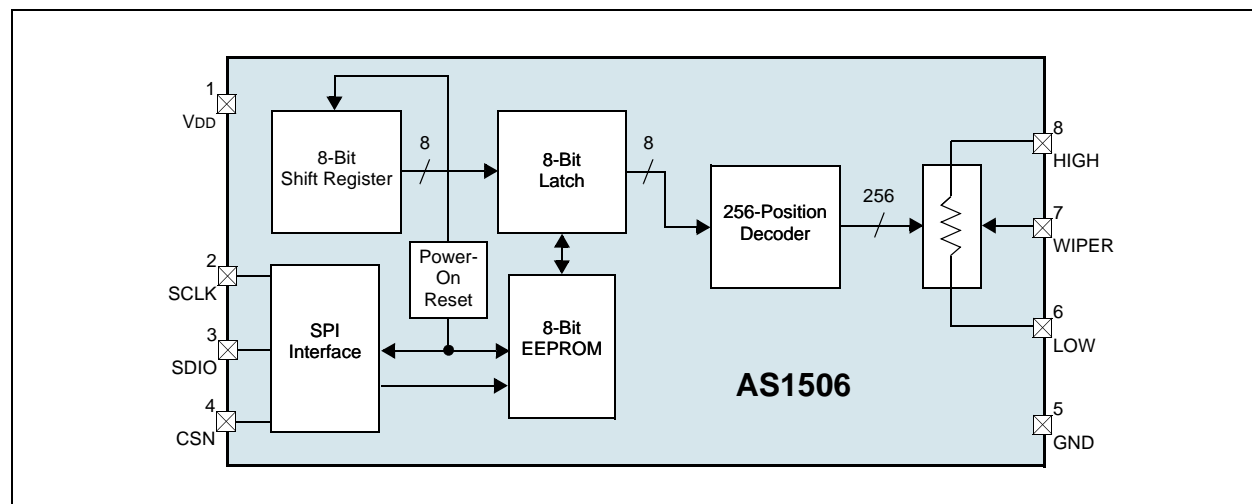 1
VDD
2
SCLK
3
SDIO
4
CSN
8-Bit
Shift Register
8
8-Bit
Latch
8
256-Position
Decoder
256
Power-
On
Reset
SPI
Interface
8-Bit
EEPROM
8
HIGH
7
WIPER
6
LOW
5
GND
AS1506